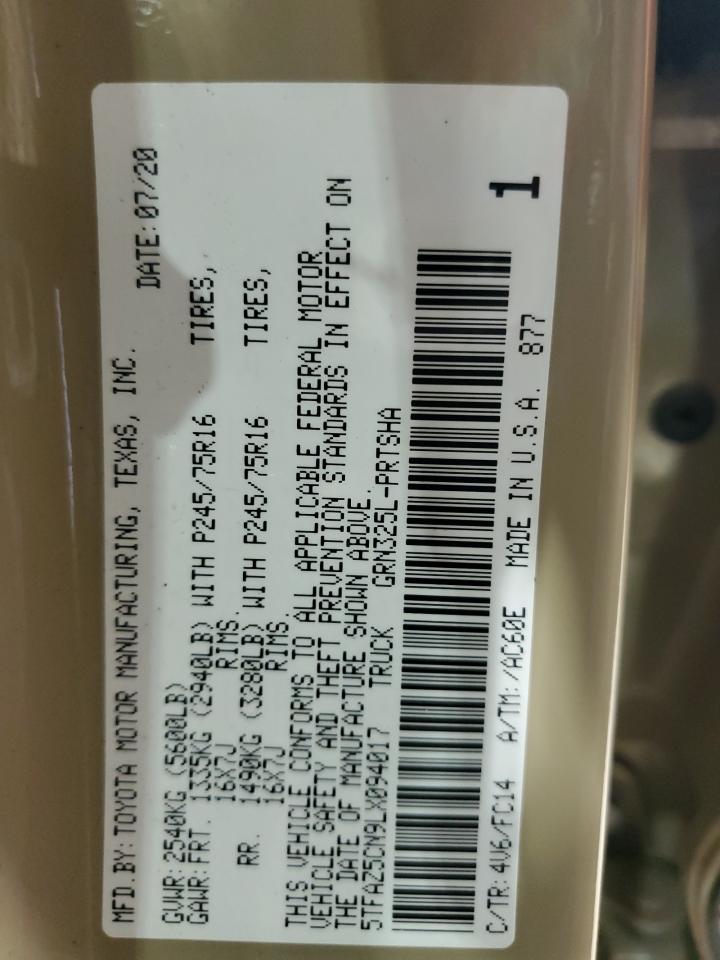 MFD.BY:TOYOTA MOTOR MANUFACTURING, TEXAS, INC.
DATE:07/20
GVWR:2540KG (5600LB)
GAWR:FRT. 1335KG (2940LB) WITH P245/75R16 TIRES,
16X7J RIMS.
RR. 1490KG (3280LB) WITH P245/75R16 TIRES,
16X7J RIMS.
THIS VEHICLE CONFORMS TO ALL APPLICABLE FEDERAL MOTOR
VEHICLE SAFETY AND THEFT PREVENTION STANDARDS IN EFFECT ON
THE DATE OF MANUFACTURE SHOWN ABOVE.
5TFAZ5CN9LX094017 TRUCK GRN325L-PRTSHA
1
C/TR:4V6/FC14 A/TM:/AC60E MADE IN U.S.A. 877